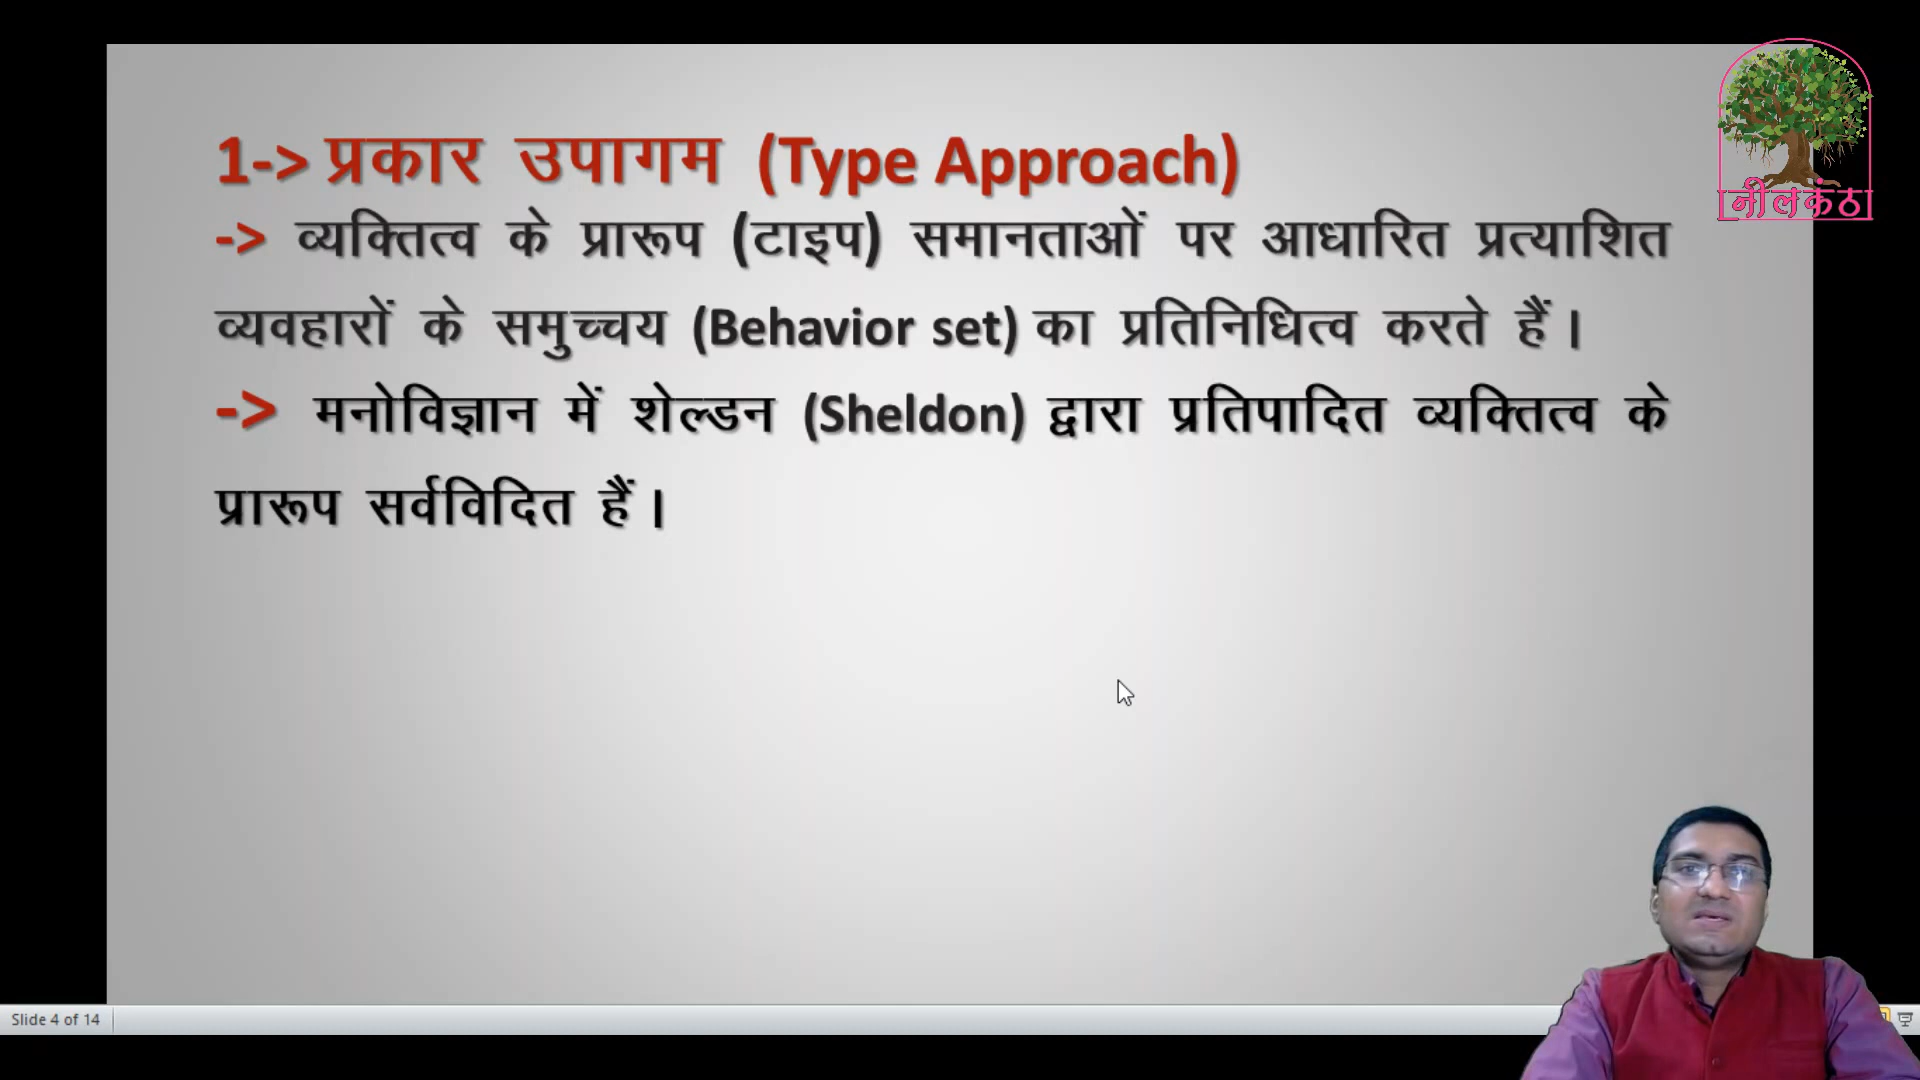 1-> प्रकार उपागम (Type Approach)
-> व्यक्तित्व के प्रारूप (टाइप) समानताओं पर आधारित प्रत्याशित
व्यवहारों के समुच्चय (Behavior set) का प्रतिनिधित्व करते हैं।
-> मनोविज्ञान में शेल्डन (Sheldon) द्वारा प्रतिपादित व्यक्तित्व के
प्रारूप सर्वविदित हैं।
नीलकंठा
Slide 4 of 14